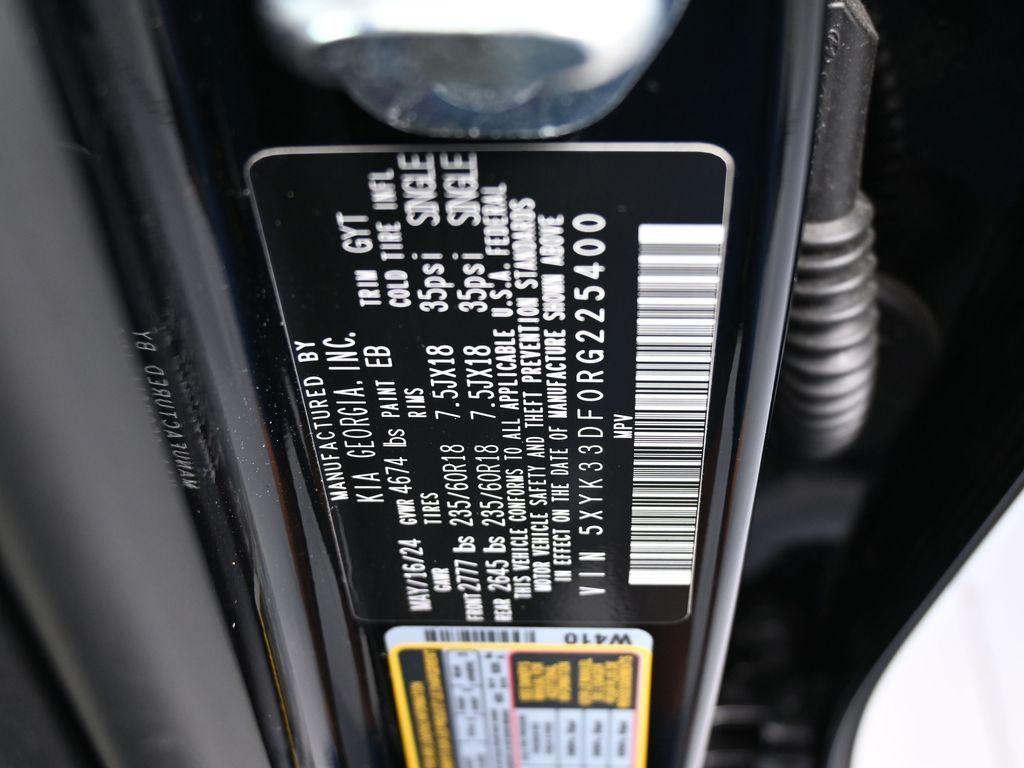 MANUFACTURED BY
KIA GEORGIA, INC.
MAY/16/24 GVWR 4674 lbs PAINT EB TRIM GYT
GAWR TIRES RIMS COLD TIRE INFL
FRONT 2777 lbs 235/60R18 7.5JX18 35psi SINGLE
REAR 2645 lbs 235/60R18 7.5JX18 35psi SINGLE
THIS VEHICLE CONFORMS TO ALL APPLICABLE U.S.A. FEDERAL
MOTOR VEHICLE SAFETY AND THEFT PREVENTION STANDARDS
IN EFFECT ON THE DATE OF MANUFACTURE SHOWN ABOVE
VIN 5XYK33DF0RG225400
MPV
W410
MANUFACTURED BY